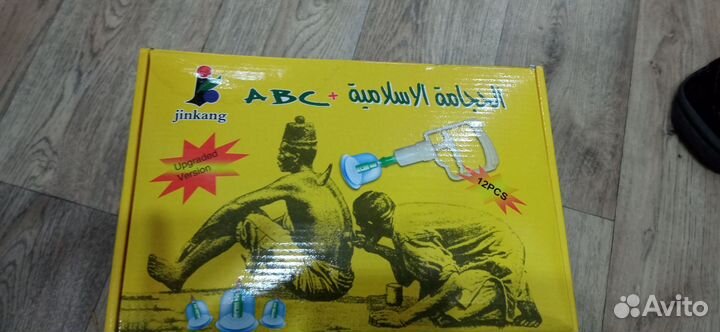 jinkang
ABC+ الحجامة الاسلامية
Upgraded
Version
12PCS
Avito